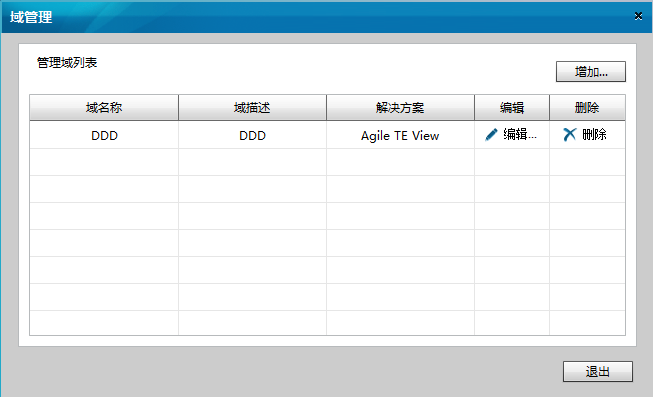 域管理
管理域列表
增加...
域名称 域描述 解决方案 编辑 删除
DDD DDD Agile TE View 编辑... 删除
退出